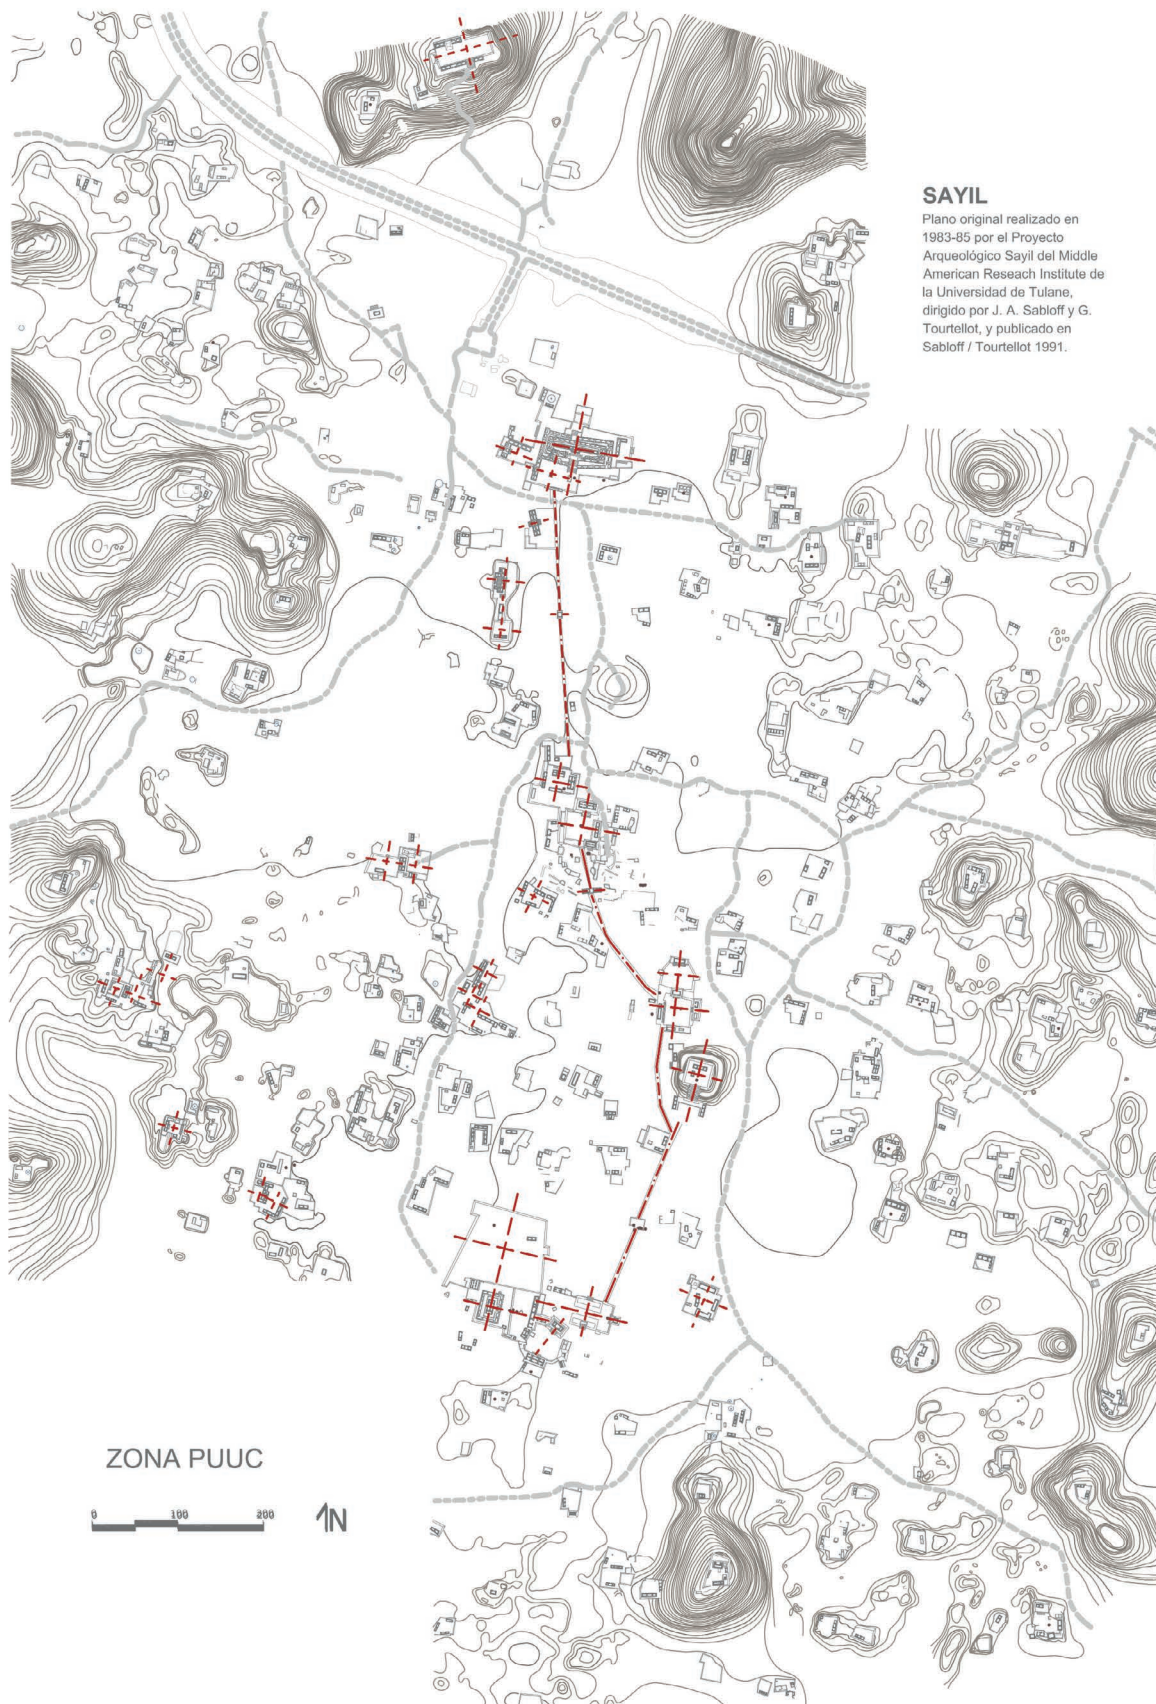 SAYIL
Plano original realizado en
1983-85 por el Proyecto
Arqueológico Sayil del Middle
American Reseach Institute de
la Universidad de Tulane,
dirigido por J. A. Sabloff y G.
Tourtellot, y publicado en
Sabloff / Tourtellot 1991.
ZONA PUUC
0 100 200
N